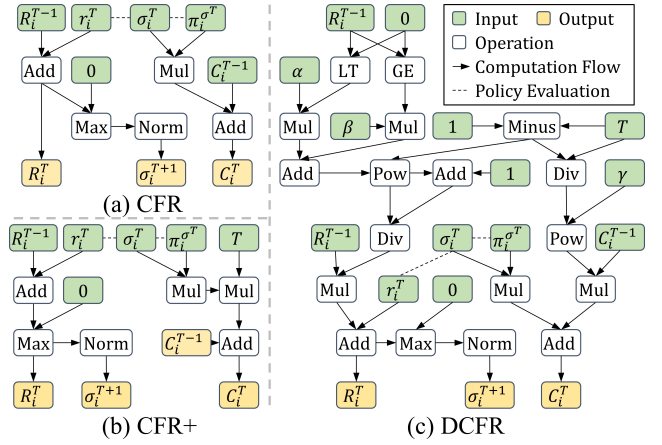 R_i^{T-1} r_i^T σ_i^T π_i^{σ^T}
Add 0 Mul C_i^{T-1}
Max Norm Add
R_i^T σ_i^{T+1} C_i^T
(a) CFR
R_i^{T-1} r_i^T σ_i^T π_i^{σ^T} T
Add 0 Mul Mul
Max Norm C_i^{T-1} Add
R_i^T σ_i^{T+1} C_i^T
(b) CFR+
Input Output
Operation
Computation Flow
Policy Evaluation
R_i^{T-1} 0
α LT GE
Mul β Mul 1 Minus T
Add Pow Add 1 Div γ
R_i^{T-1} Div σ_i^T π_i^{σ^T} Pow C_i^{T-1}
Mul r_i^T 0 Mul Mul
Add Max Norm Add
R_i^T σ_i^{T+1} C_i^T
(c) DCFR